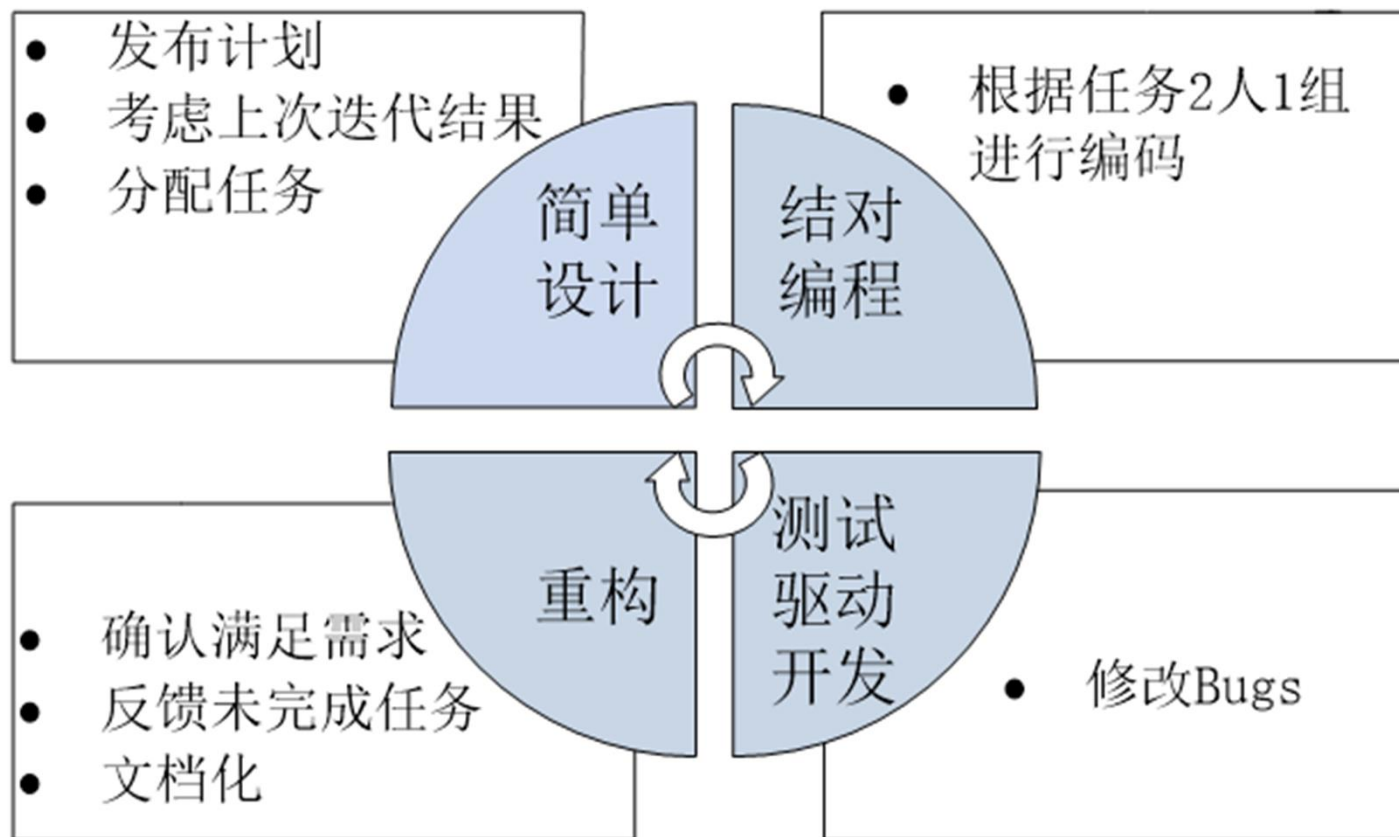 发布计划
考虑上次迭代结果
分配任务
简单
设计
结对
编程
根据任务2人1组
进行编码
重构
确认满足需求
反馈未完成任务
文档化
测试
驱动
开发
修改Bugs